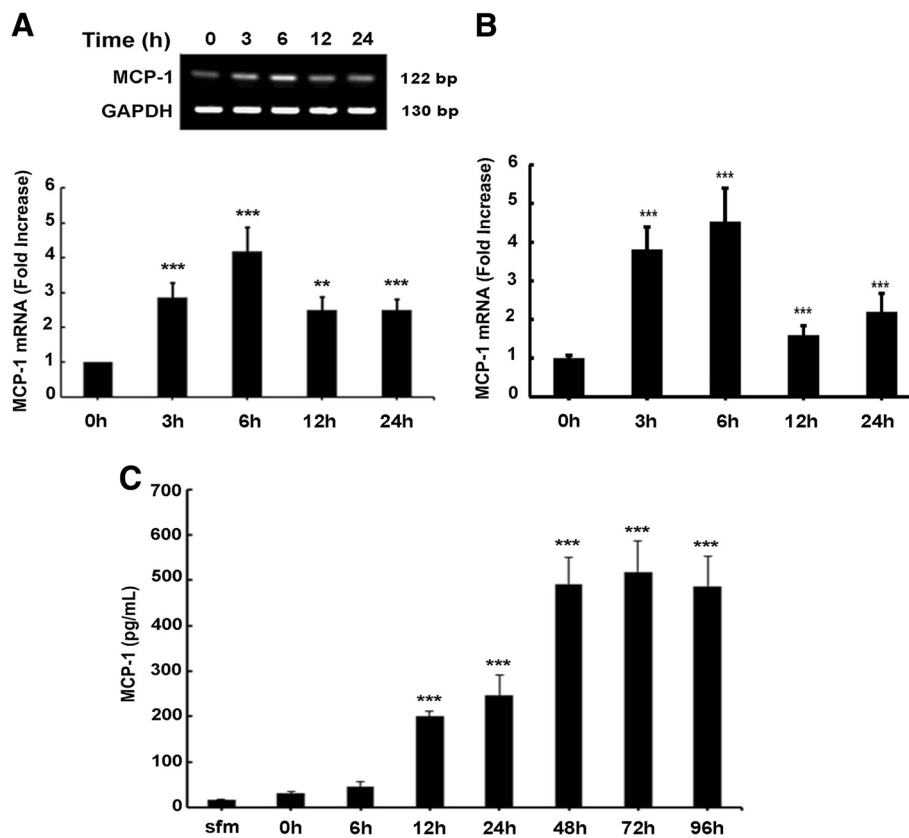 A
Time (h) 0 3 6 12 24
MCP-1 122 bp
GAPDH 130 bp
MCP-1 mRNA (Fold Increase)
6
5
4
3
2
1
0
***
***
**
***
0h 3h 6h 12h 24h
B
MCP-1 mRNA (Fold Increase)
6
5
4
3
2
1
0
***
***
***
***
0h 3h 6h 12h 24h
C
MCP-1 (pg/mL)
700
600
500
400
300
200
100
0
***
***
***
***
***
sfm 0h 6h 12h 24h 48h 72h 96h